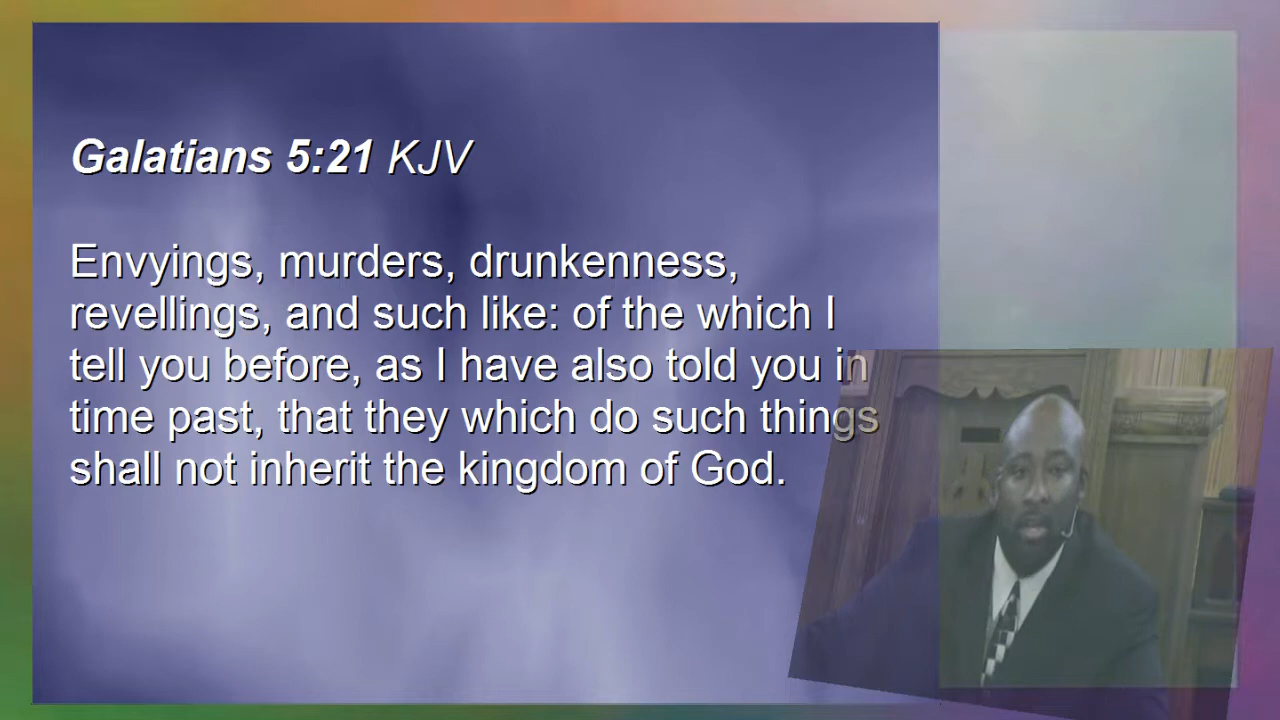 Galatians 5:21 KJV
Envyings, murders, drunkenness,
revellings, and such like: of the which I
tell you before, as I have also told you in
time past, that they which do such things
shall not inherit the kingdom of God.